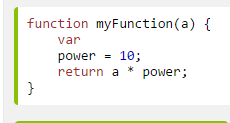 function myFunction(a) {
    var
    power = 10;
    return a * power;
}